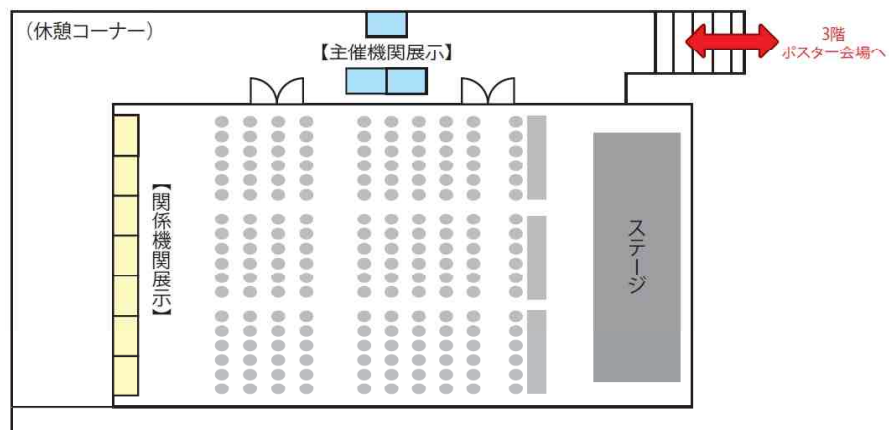 （休憩コーナー）
【主催機関展示】
3階
ポスター会場へ
【関係機関展示】
ステージ